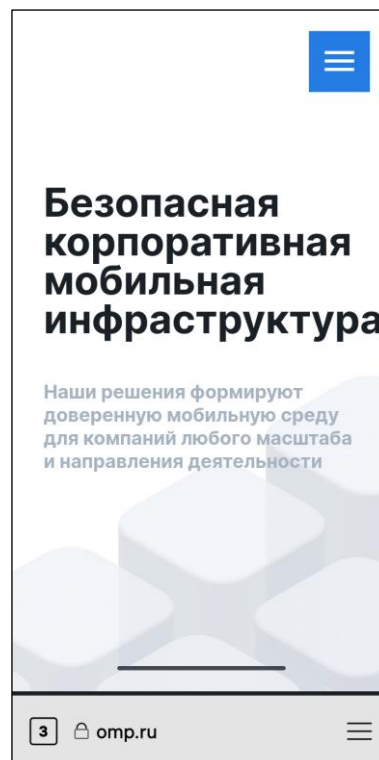 Безопасная
корпоративная
мобильная
инфраструктура
Наши решения формируют
доверенную мобильную среду
для компаний любого масштаба
и направления деятельности
3 omp.ru